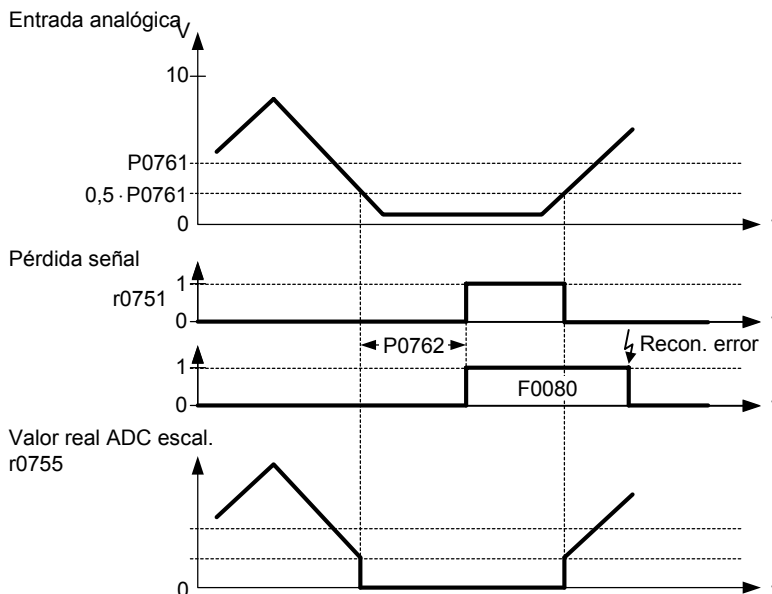 Entrada analógica
V
10
P0761
0,5 · P0761
0
Pérdida señal
1
r0751
0
P0762
Recon. error
1
F0080
0
Valor real ADC escal.
r0755
0